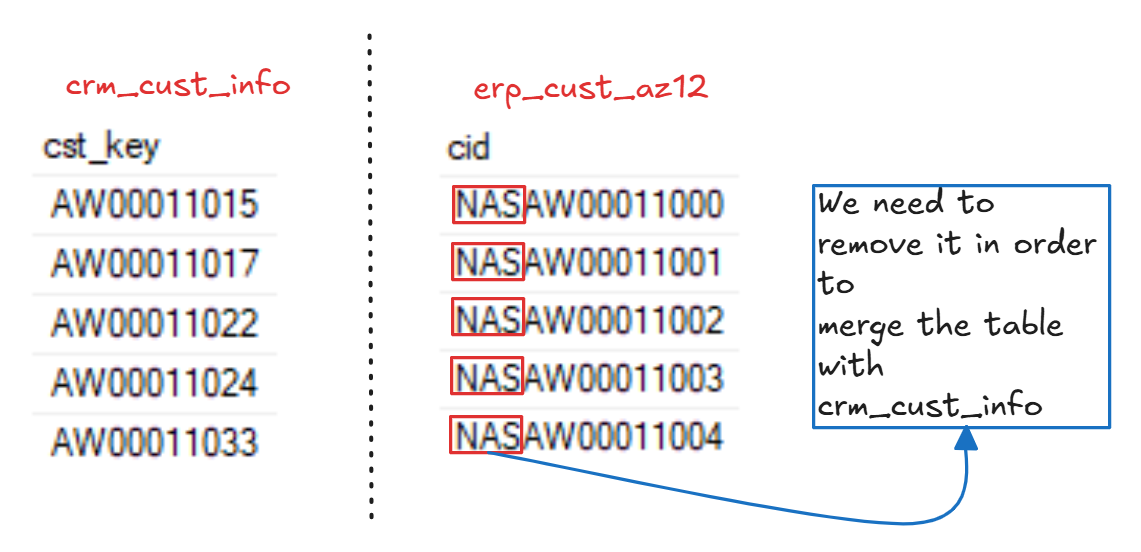 crm_cust_info
cst_key
AW00011015
AW00011017
AW00011022
AW00011024
AW00011033
erp_cust_az12
cid
NASAW00011000
NASAW00011001
NASAW00011002
NASAW00011003
NASAW00011004
We need to
remove it in order
to
merge the table
with
crm_cust_info